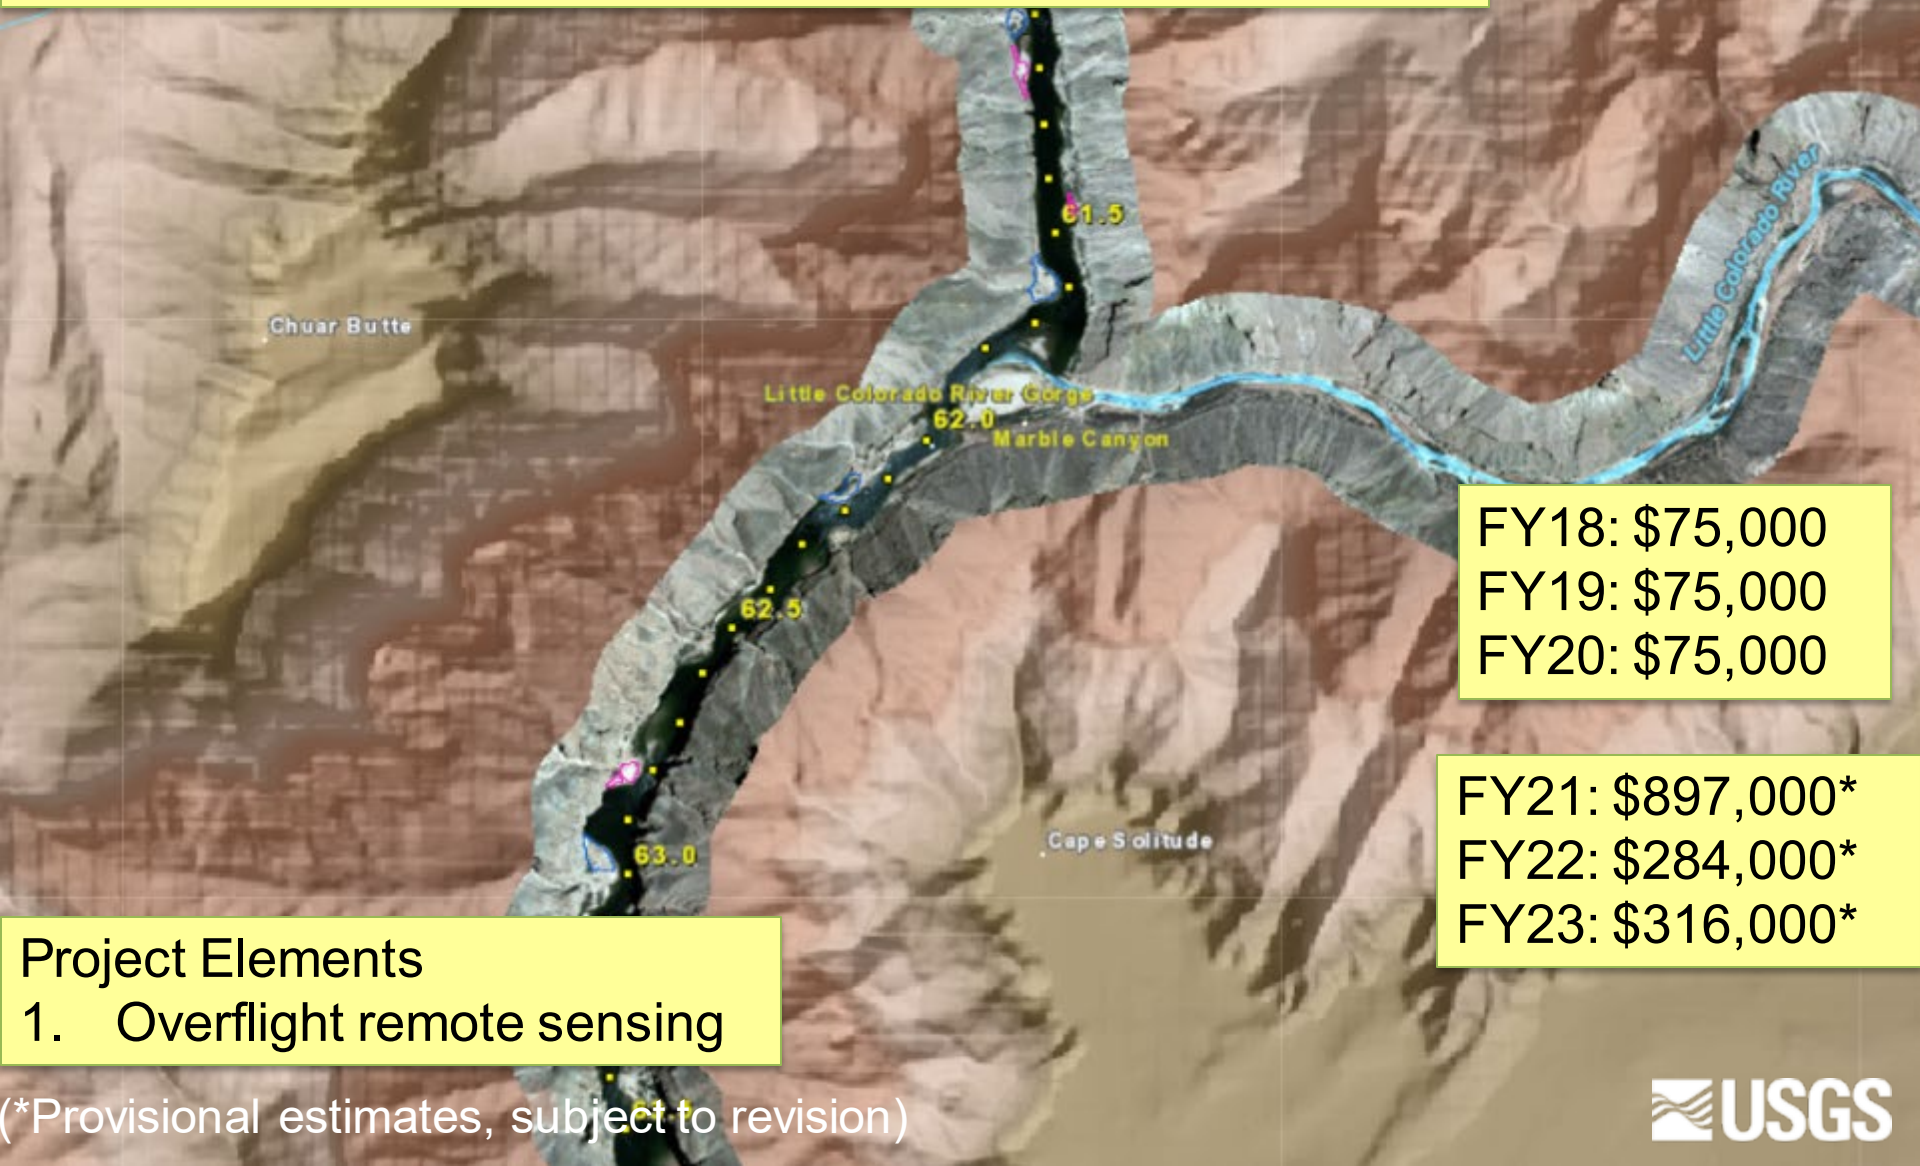 61.5
Little Colorado River
Chuar Butte
Little Colorado River Gorge
62.0
Marble Canyon
FY18: $75,000
FY19: $75,000
FY20: $75,000
62.5
FY21: $897,000*
FY22: $284,000*
FY23: $316,000*
Cape Solitude
63.0
Project Elements
1. Overflight remote sensing
(*Provisional estimates, subject to revision)
USGS